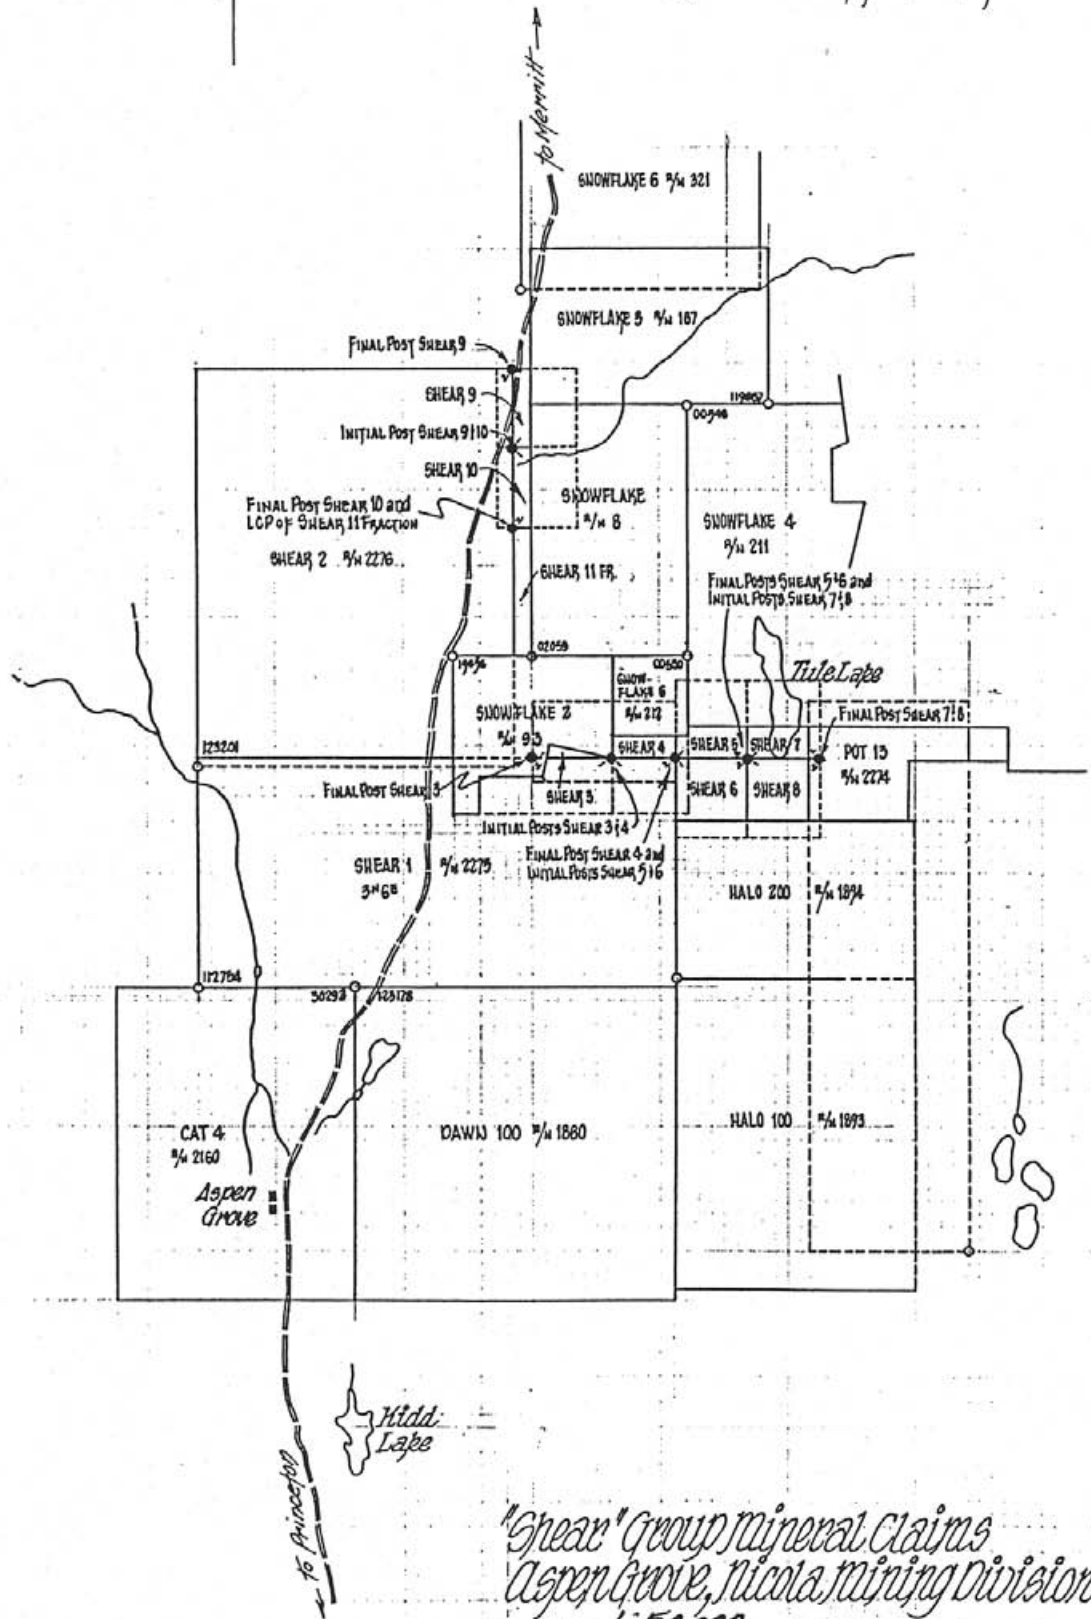 to Merritt
SNOWFLAKE 6 R/N 321
SNOWFLAKE 3 R/N 167
FINAL POST SHEAR 9
SHEAR 9
INITIAL POST SHEAR 9&10
SHEAR 10
FINAL POST SHEAR 10 and
LCP OF SHEAR 11 FRACTION
SHEAR 2 R/N 2276
SHEAR 11 FR.
SNOWFLAKE
R/N 8
SNOWFLAKE 4
R/N 211
FINAL POSTS SHEAR 5&6 and
INITIAL POSTS SHEAR 7&8
02059
Tule Lake
SNOW-
FLAKE 6
R/N 212
SNOWFLAKE 2
R/N 93
FINAL POST SHEAR 7&8
SHEAR 4
SHEAR 5
SHEAR 7
POT 13
R/N 2274
123201
FINAL POST SHEAR 3
SHEAR 3
SHEAR 6
SHEAR 8
INITIAL POSTS SHEAR 3&4
FINAL POST SHEAR 4 and
INITIAL POSTS SHEAR 5&6
SHEAR 1 R/N 2275
HALO 200 R/N 1894
30292
123178
CAT 4
R/N 2160
DAWN 100 R/N 1860
HALO 100 R/N 1893
Aspen
Grove
Kidd
Lake
to Princeton
"Shear" Group Mineral Claims
Aspen Grove, Nicola Mining Division